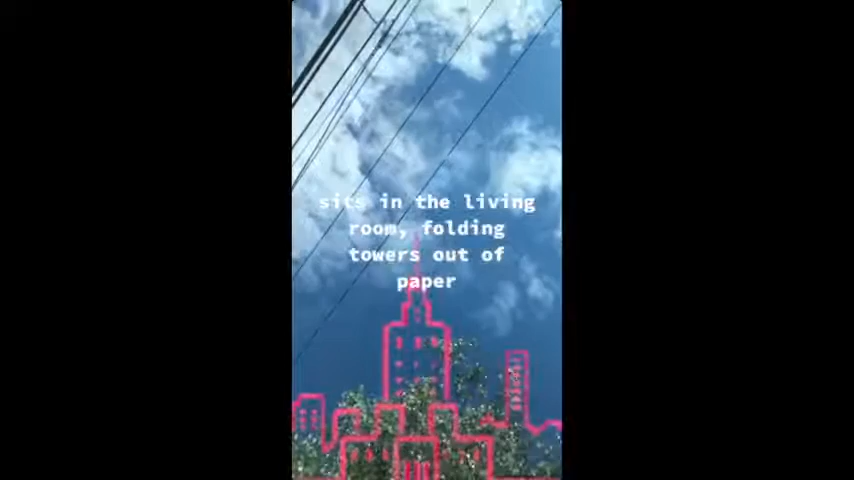 sits in the living
room, folding
towers out of
paper